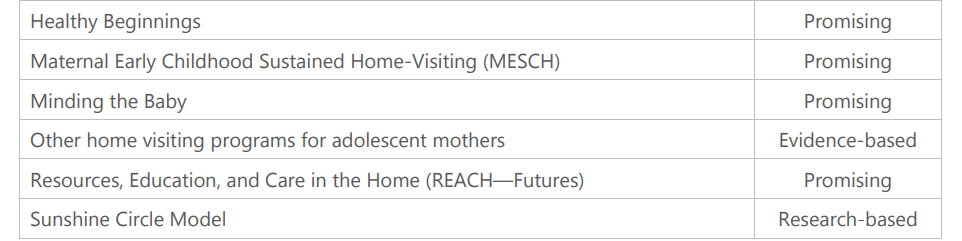 Healthy Beginnings Promising
Maternal Early Childhood Sustained Home-Visiting (MESCH) Promising
Minding the Baby Promising
Other home visiting programs for adolescent mothers Evidence-based
Resources, Education, and Care in the Home (REACH—Futures) Promising
Sunshine Circle Model Research-based